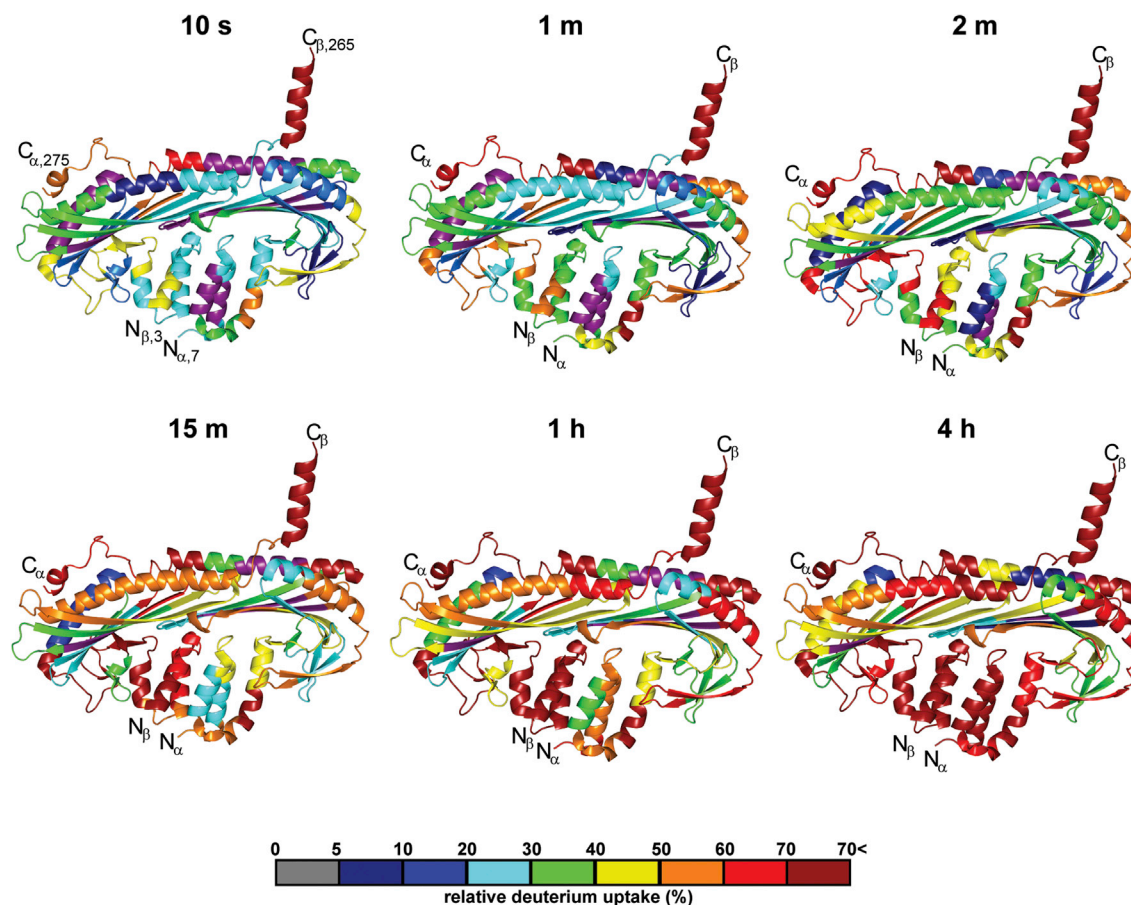 10 s
1 m
2 m
Cβ,265
Cβ
Cβ
Cα,275
Cα
Cα
Nβ,3
Nα,7
Nβ
Nα
Nβ
Nα
15 m
1 h
4 h
Cβ
Cβ
Cβ
Cα
Cα
Cα
Nβ
Nα
Nβ
Nα
Nβ
Nα
0 5 10 20 30 40 50 60 70 70<
relative deuterium uptake (%)